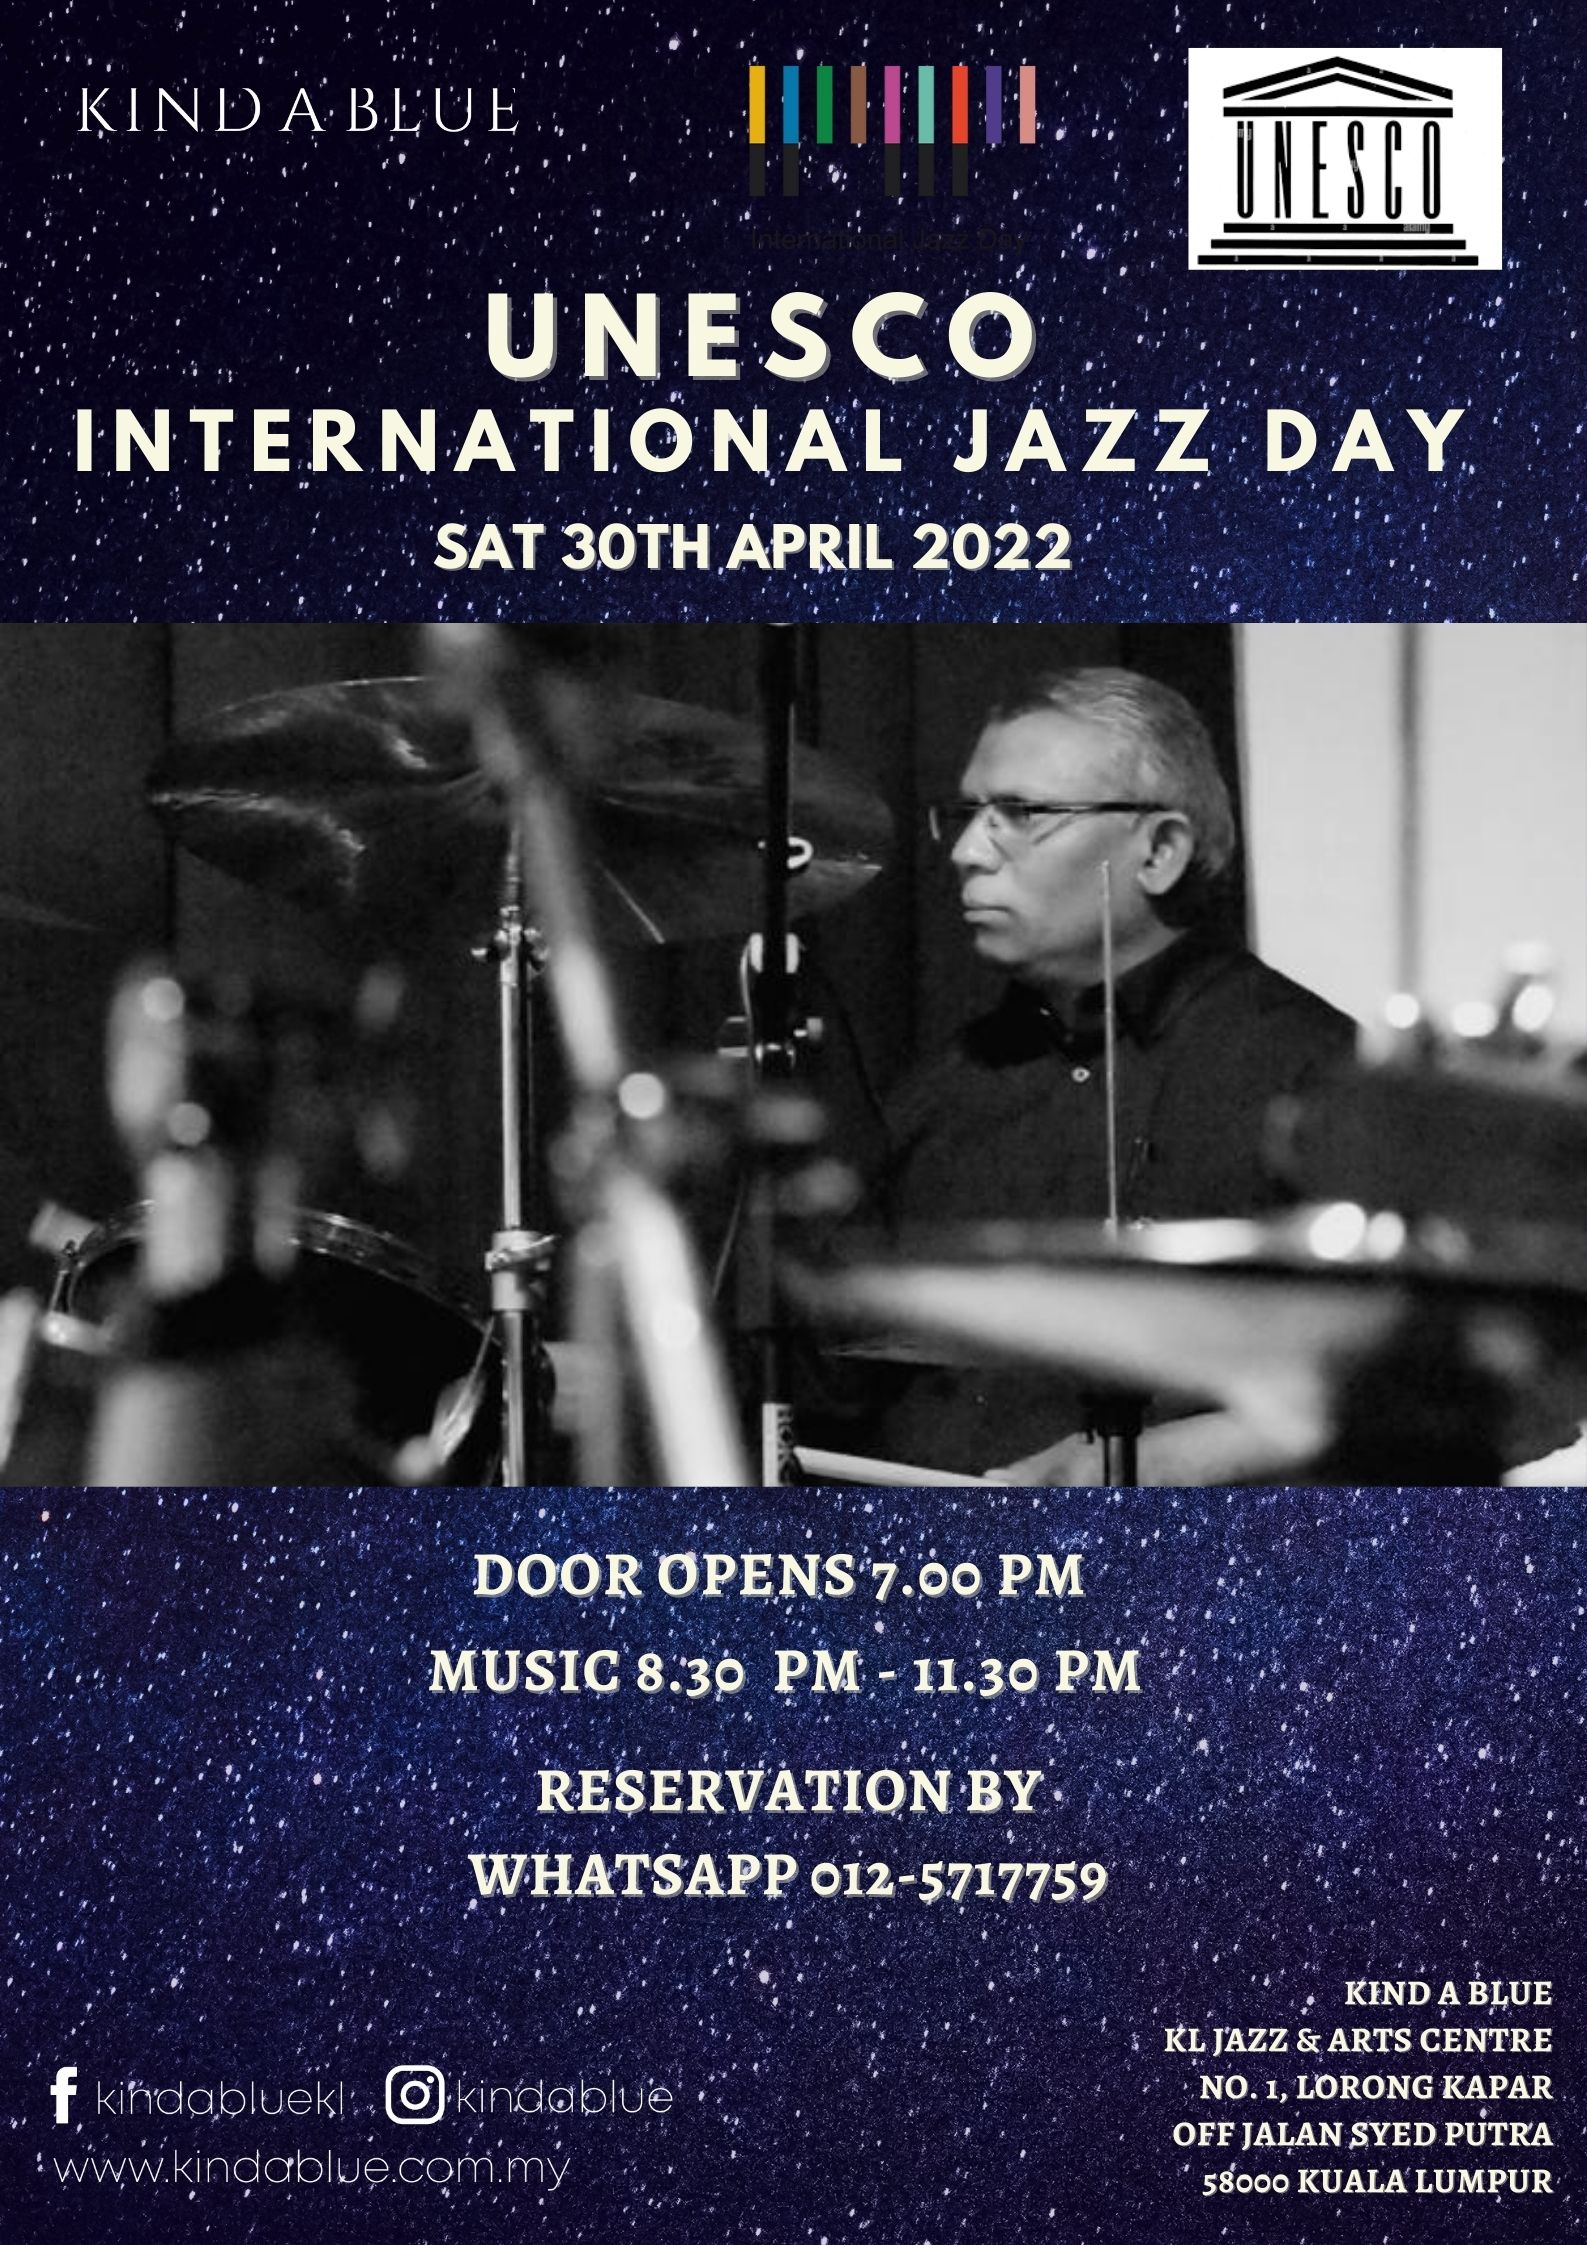 KIND A BLUE
International Jazz Day
UNESCO
UNESCO
INTERNATIONAL JAZZ DAY
SAT 30TH APRIL 2022
DOOR OPENS 7.00 PM
MUSIC 8.30 PM - 11.30 PM
RESERVATION BY
WHATSAPP 012-5717759
KIND A BLUE
KL JAZZ & ARTS CENTRE
NO. 1, LORONG KAPAR
OFF JALAN SYED PUTRA
58000 KUALA LUMPUR
kindabluekl
kindablue
www.kindablue.com.my